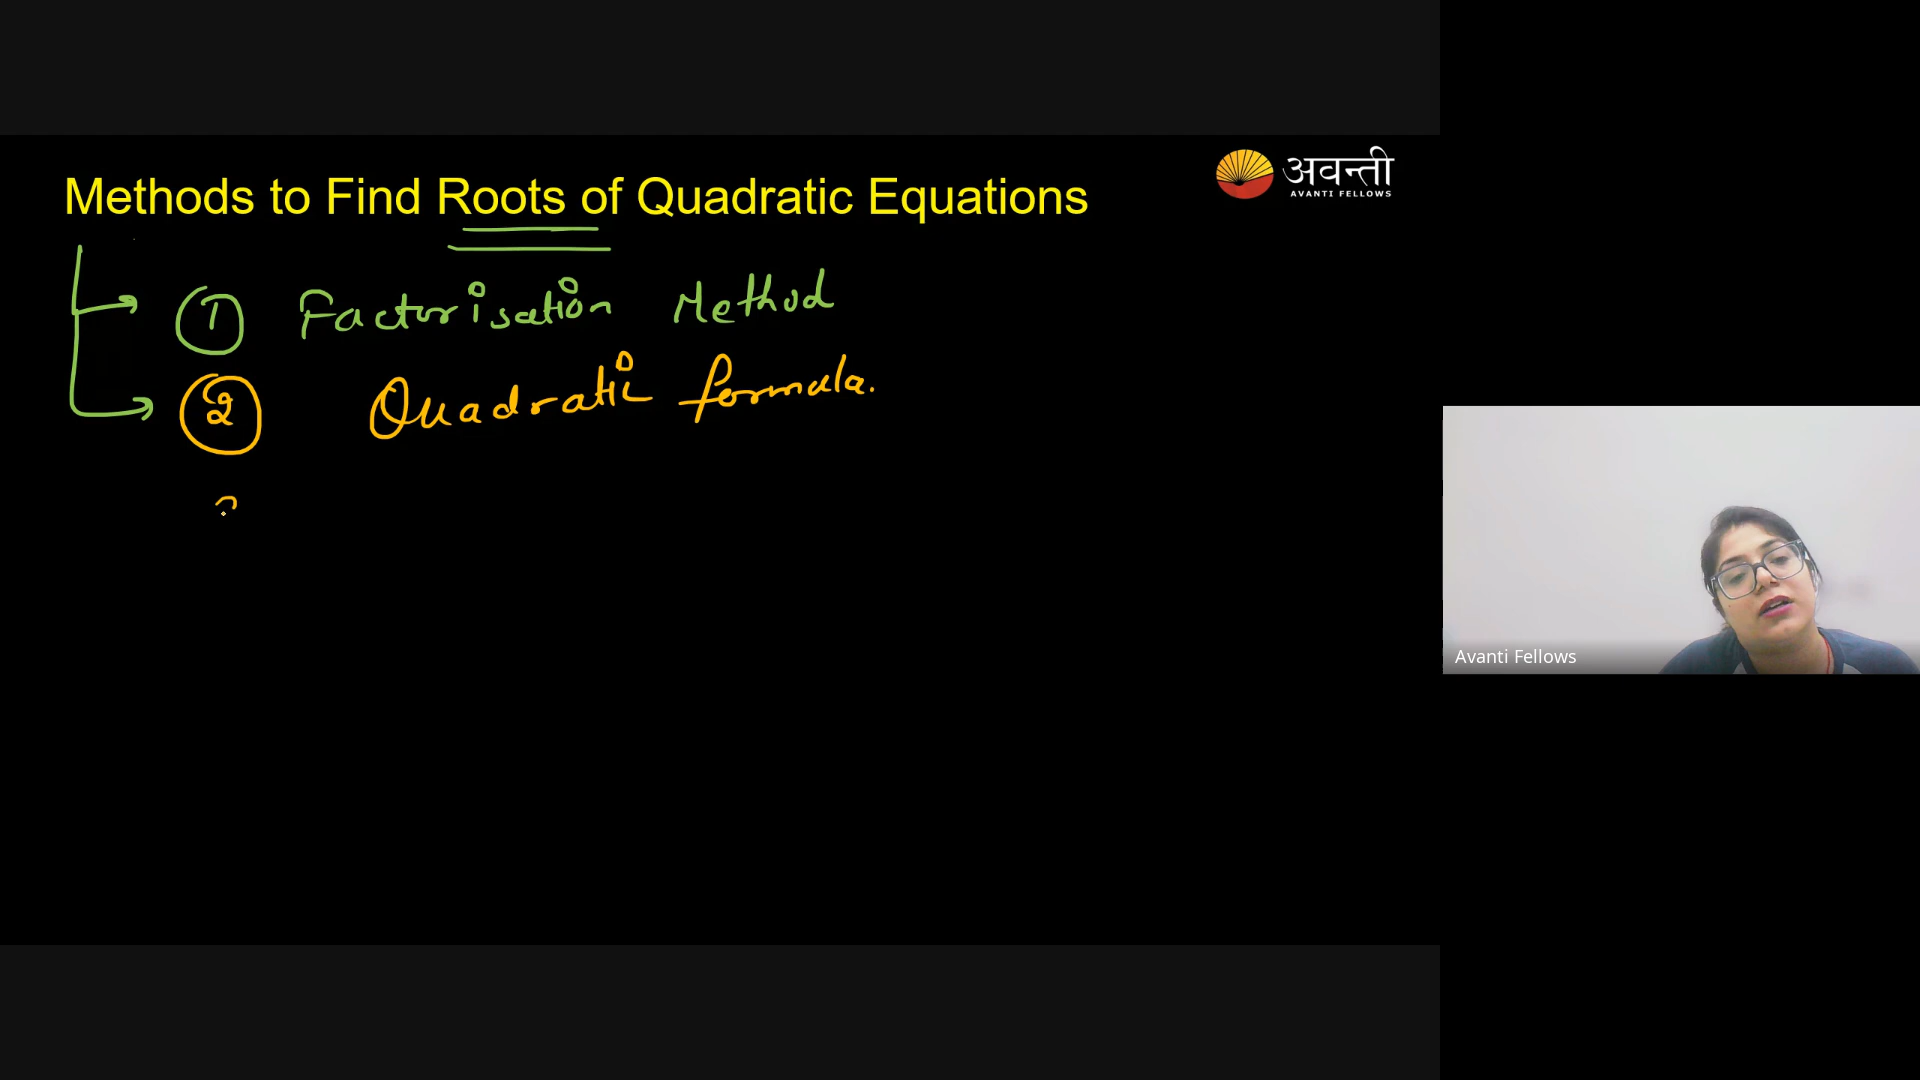 Methods to Find Roots of Quadratic Equations
अवन्ती
AVANTI FELLOWS
1 Factorisation Method
2 Quadratic formula.
Avanti Fellows